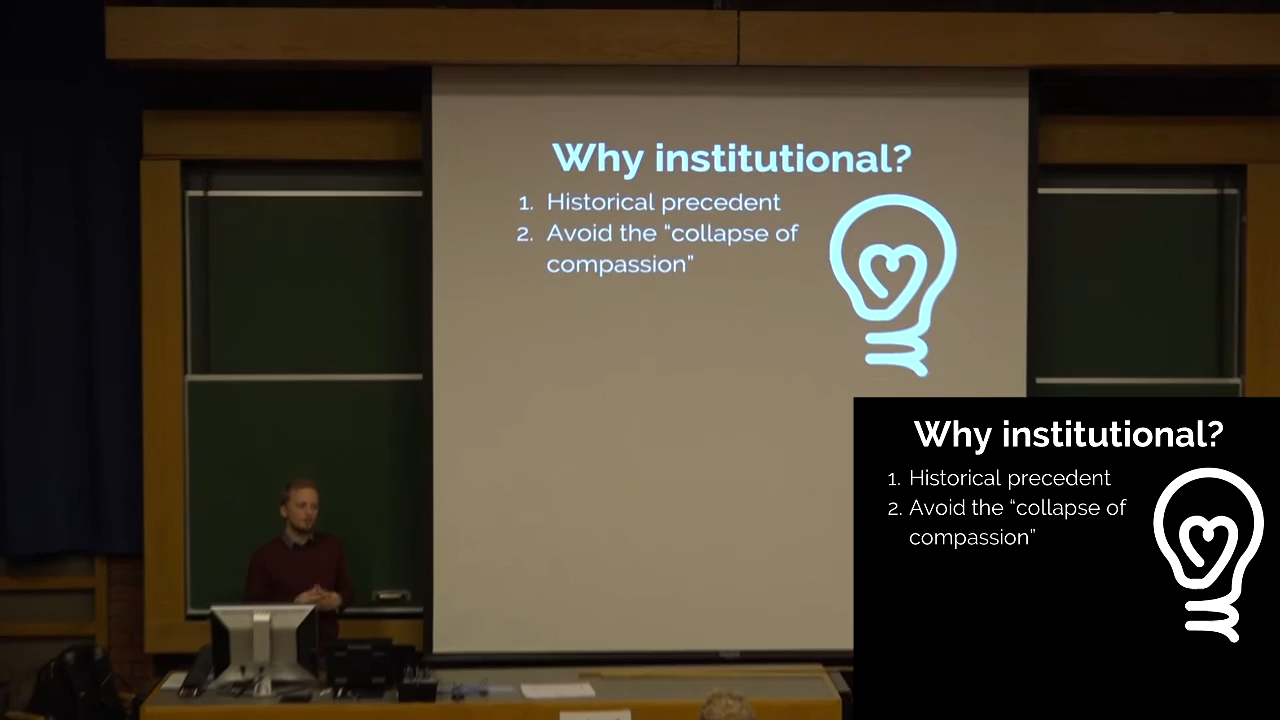 Why institutional?
1. Historical precedent
2. Avoid the “collapse of
compassion”
Why institutional?
1. Historical precedent
2. Avoid the “collapse of
compassion”